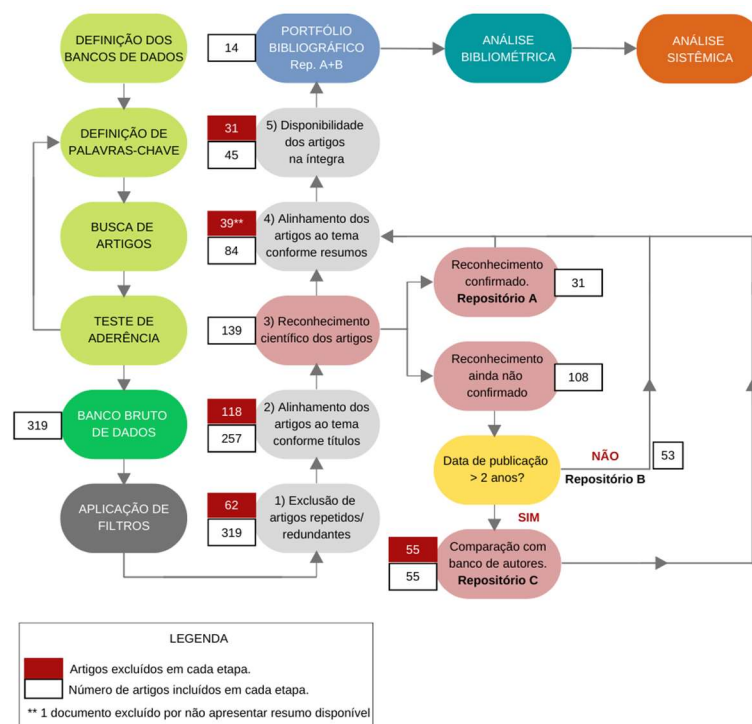 DEFINIÇÃO DOS
BANCOS DE DADOS
DEFINIÇÃO DE
PALAVRAS-CHAVE
BUSCA DE
ARTIGOS
TESTE DE
ADERÊNCIA
319
BANCO BRUTO
DE DADOS
APLICAÇÃO DE
FILTROS
62
319
1) Exclusão de
artigos repetidos/
redundantes
118
257
2) Alinhamento dos
artigos ao tema
conforme títulos
139
3) Reconhecimento
científico dos artigos
Reconhecimento
confirmado.
Repositório A
31
Reconhecimento
ainda não
confirmado
108
Data de publicação
> 2 anos?
NÃO
Repositório B
53
SIM
55
55
Comparação com
banco de autores.
Repositório C
39**
84
4) Alinhamento dos
artigos ao tema
conforme resumos
31
45
5) Disponibilidade
dos artigos
na íntegra
14
PORTFÓLIO
BIBLIOGRÁFICO
Rep. A+B
ANÁLISE
BIBLIOMÉTRICA
ANÁLISE
SISTÊMICA
LEGENDA
Artigos excluídos em cada etapa.
Número de artigos incluídos em cada etapa.
** 1 documento excluído por não apresentar resumo disponível